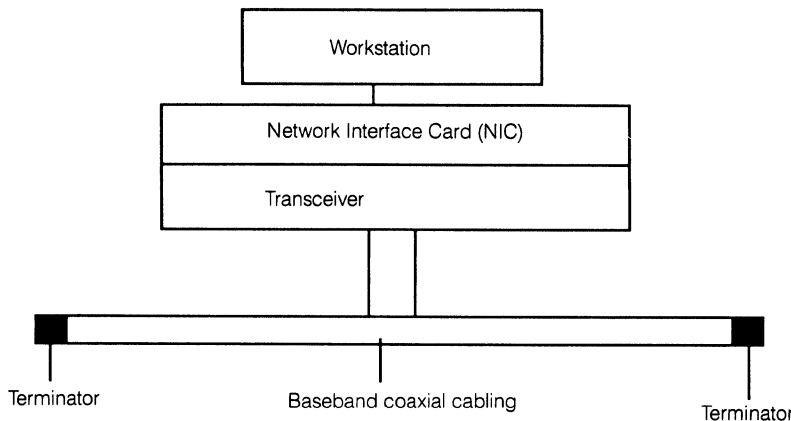 Workstation
Network Interface Card (NIC)
Transceiver
Terminator
Baseband coaxial cabling
Terminator